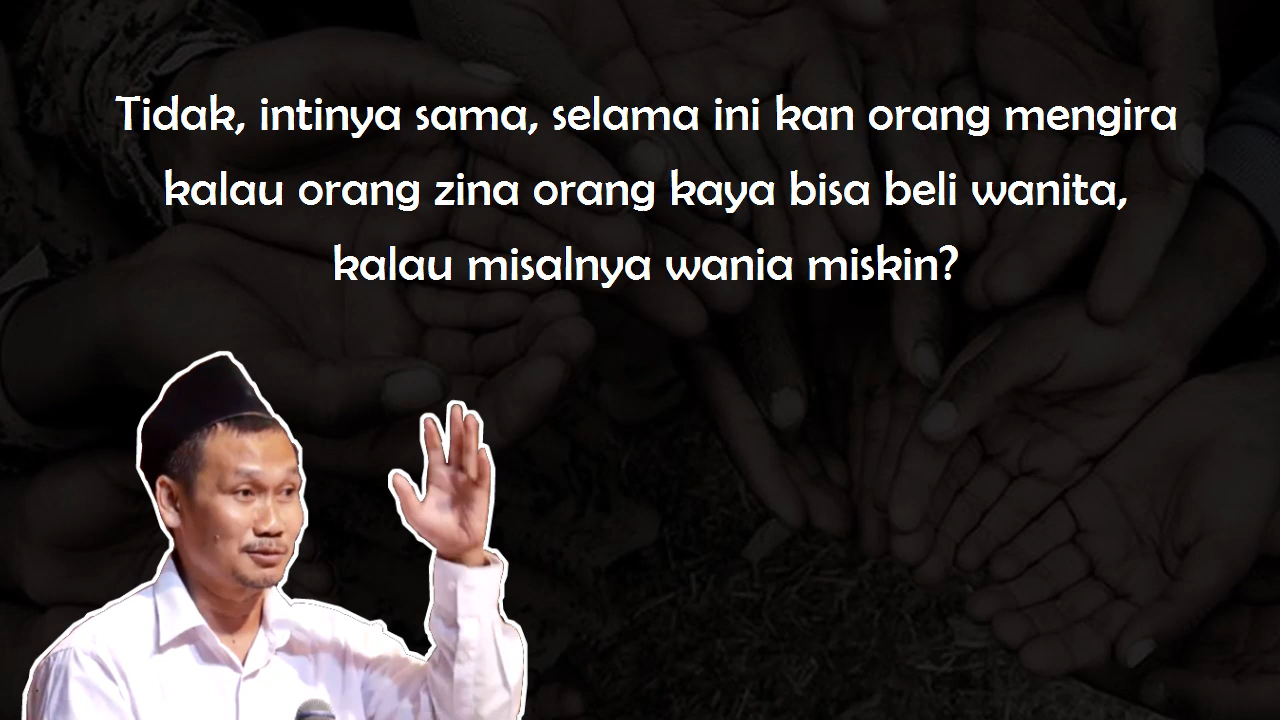 Tidak, intinya sama, selama ini kan orang mengira
kalau orang zina orang kaya bisa beli wanita,
kalau misalnya wania miskin?